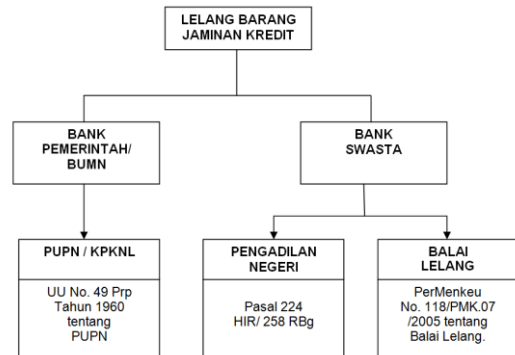 LELANG BARANG
JAMINAN KREDIT
BANK
PEMERINTAH/
BUMN
BANK
SWASTA
PUPN / KPKNL
UU No. 49 Prp
Tahun 1960
tentang
PUPN
PENGADILAN
NEGERI
Pasal 224
HIR/ 258 RBg
BALAI
LELANG
PerMenkeu
No. 118/PMK.07
/2005 tentang
Balai Lelang.